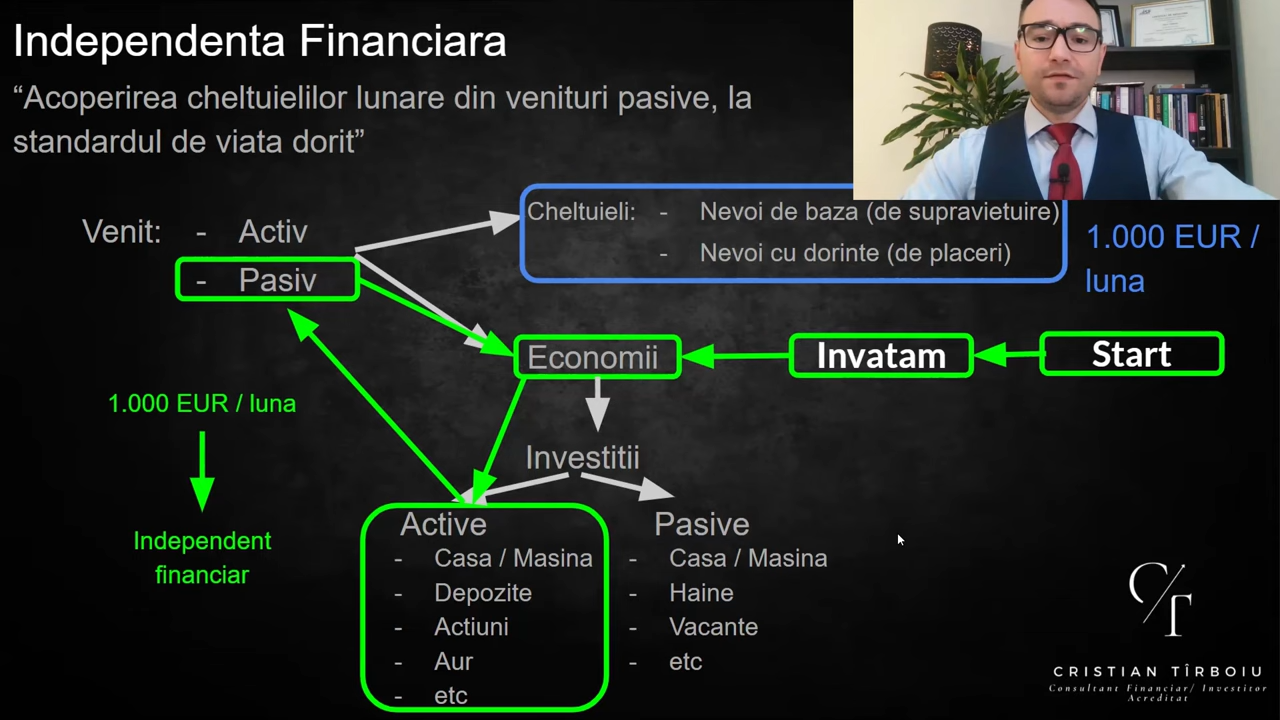 Independenta Financiara
“Acoperirea cheltuielilor lunare din venituri pasive, la
standardul de viata dorit”
Venit: - Activ
- Pasiv
Cheltuieli: - Nevoi de baza (de supravietuire)
- Nevoi cu dorinte (de placeri)
1.000 EUR /
luna
Economii
Invatam
Start
1.000 EUR / luna
Independent
financiar
Investitii
Active
- Casa / Masina
- Depozite
- Actiuni
- Aur
- etc
Pasive
- Casa / Masina
- Haine
- Vacante
- etc
CT
CRISTIAN TÎRBOIU
Consultant Financiar/ Investitor
Acreditat